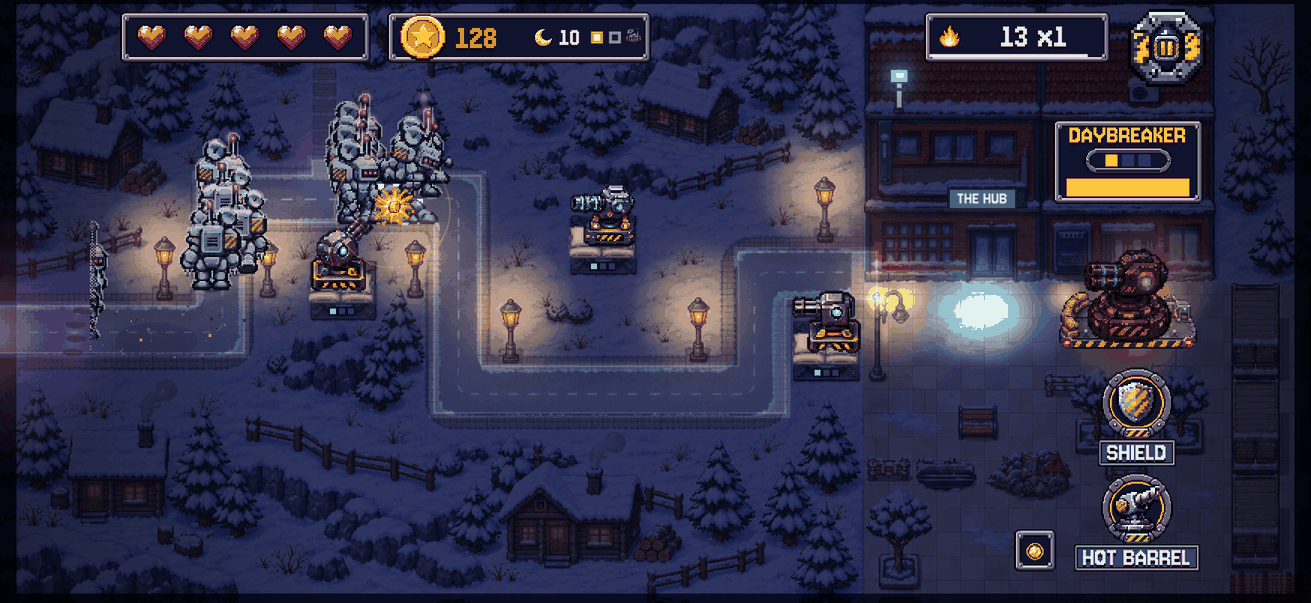 128
10
13 x1
DAYBREAKER
THE HUB
SHIELD
HOT BARREL